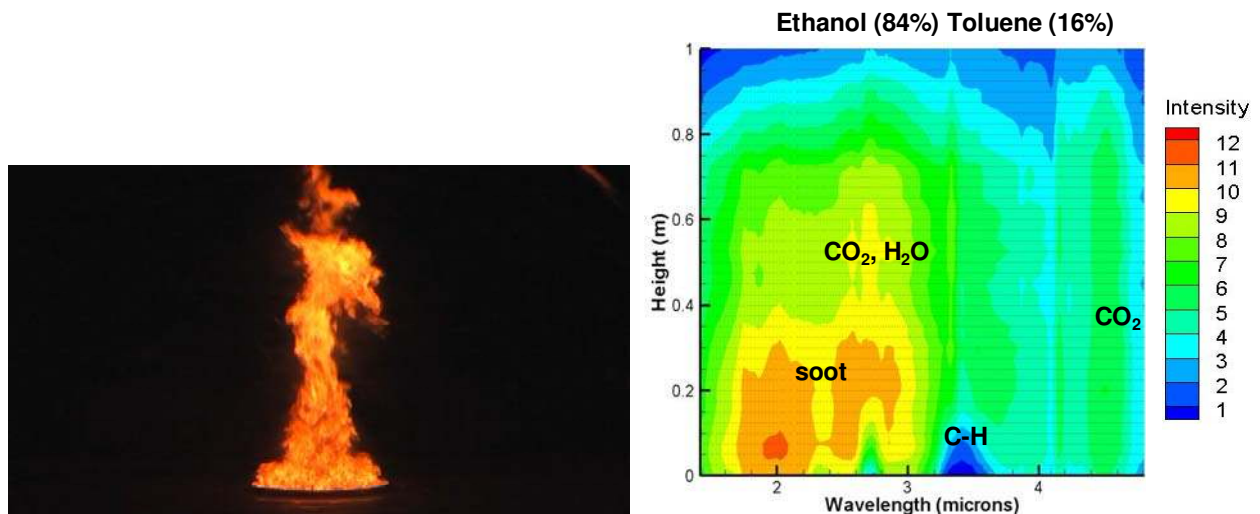 Ethanol (84%) Toluene (16%)
1
0.8
0.6
0.4
0.2
0
Height (m)
CO₂, H₂O
CO₂
soot
C-H
2
3
4
Wavelength (microns)
Intensity
12
11
10
9
8
7
6
5
4
3
2
1